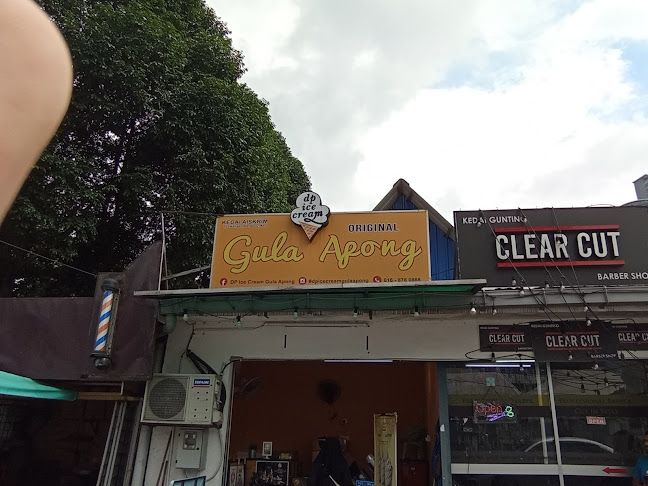 KEDAI AISKRIM
dp
ice
cream
ORIGINAL
Gula Apong
DP Ice Cream Gula Apong
#dpicecreamgulaapong
KEDAI GUNTING
CLEAR CUT
BARBER SHOP
CLEAR CUT
CLEAR CUT
CLEAR CUT
Open